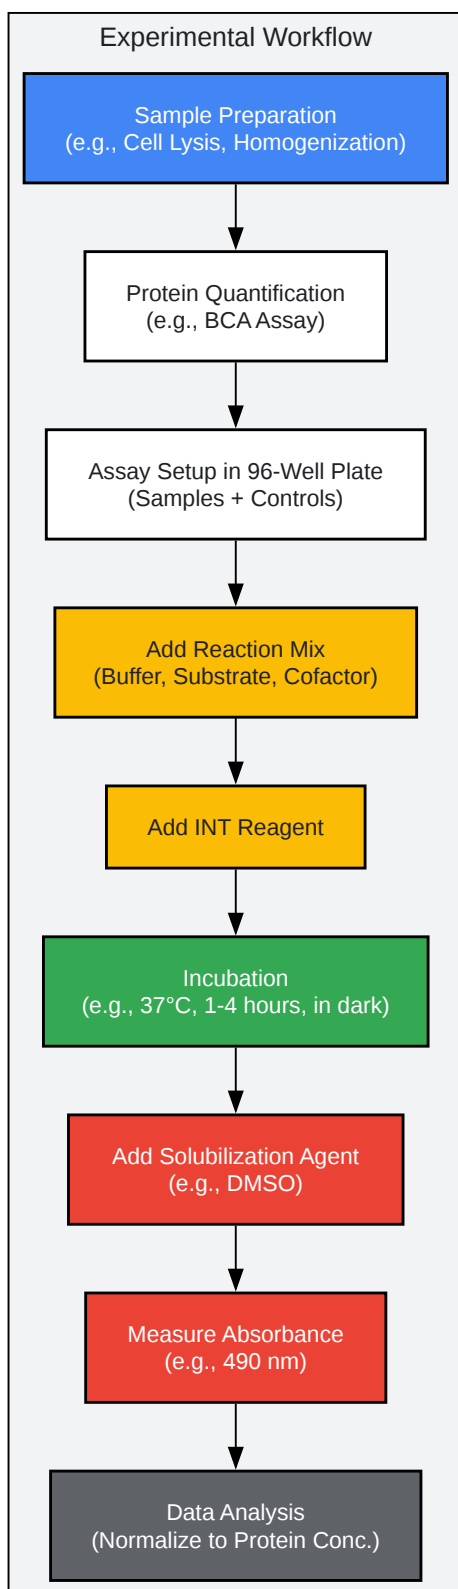 Experimental Workflow
Sample Preparation
(e.g., Cell Lysis, Homogenization)
Protein Quantification
(e.g., BCA Assay)
Assay Setup in 96-Well Plate
(Samples + Controls)
Add Reaction Mix
(Buffer, Substrate, Cofactor)
Add INT Reagent
Incubation
(e.g., 37°C, 1-4 hours, in dark)
Add Solubilization Agent
(e.g., DMSO)
Measure Absorbance
(e.g., 490 nm)
Data Analysis
(Normalize to Protein Conc.)